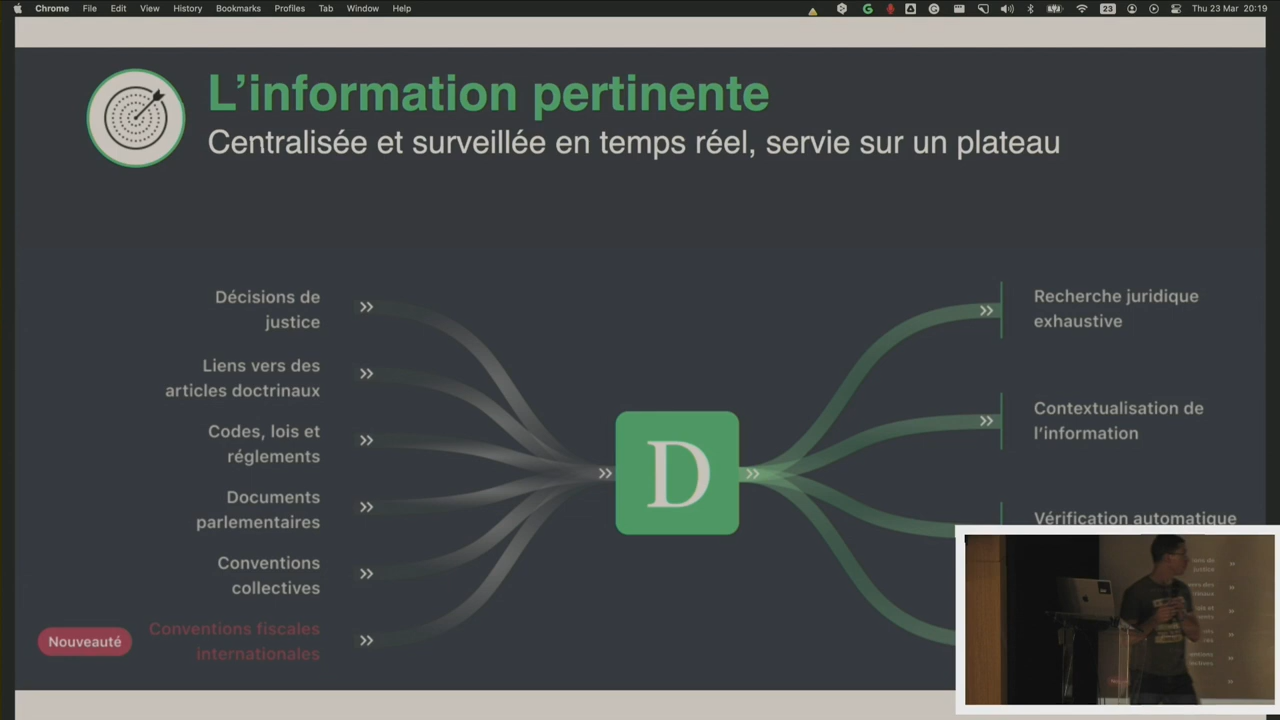 Chrome File Edit View History Bookmarks Profiles Tab Window Help
23 Thu 23 Mar 20:19
L’information pertinente
Centralisée et surveillée en temps réel, servie sur un plateau
Décisions de
justice
Liens vers des
articles doctrinaux
Codes, lois et
réglements
Documents
parlementaires
Conventions
collectives
Nouveauté
Conventions fiscales
internationales
D
Recherche juridique
exhaustive
Contextualisation de
l’information
Vérification automatique